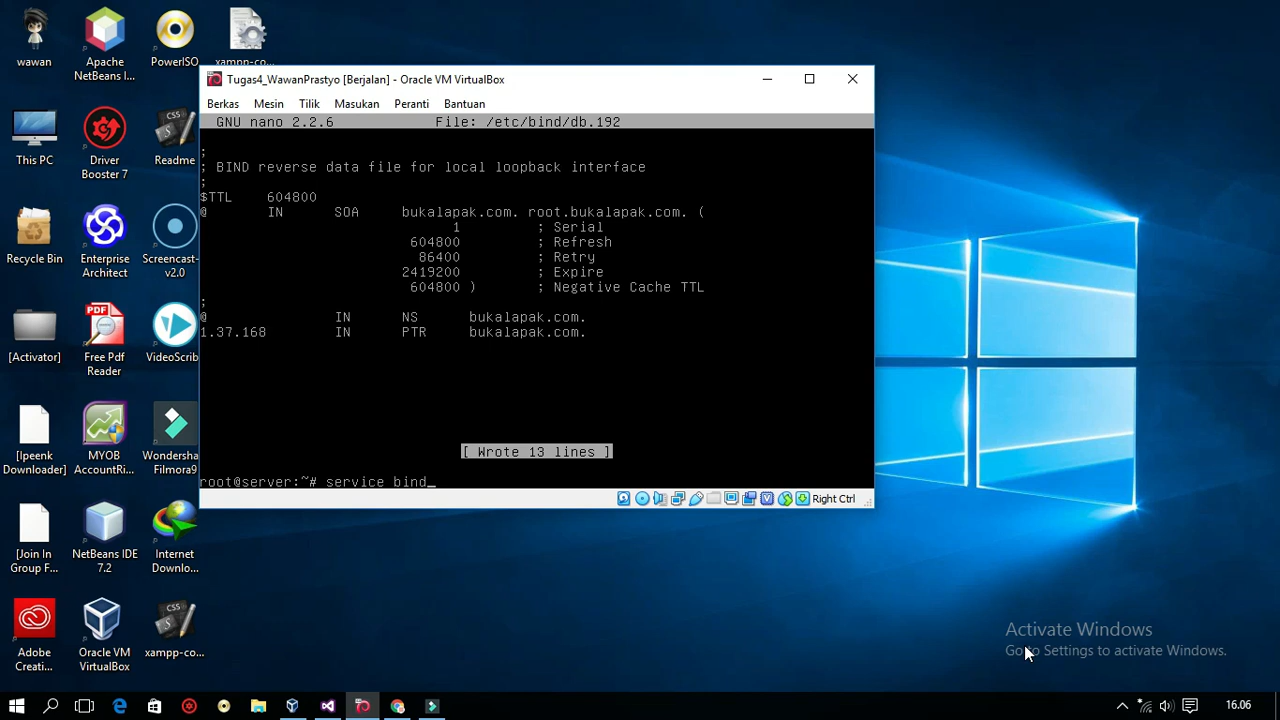 wawan
Apache NetBeans I...
PowerISO
xampp-co...
This PC
Driver Booster 7
Readme
Recycle Bin
Enterprise Architect
Screencast-v2.0
[Activator]
Free Pdf Reader
VideoScrib
[Ipeenk Downloader]
MYOB AccountRi...
Wondersha Filmora9
[Join In Group F...
NetBeans IDE 7.2
Internet Downlo...
Adobe Creati...
Oracle VM VirtualBox
xampp-co...
PDF
CSS
CSS
Tugas4_WawanPrastyo [Berjalan] - Oracle VM VirtualBox
Berkas Mesin Tilik Masukan Peranti Bantuan
GNU nano 2.2.6 File: /etc/bind/db.192
;
; BIND reverse data file for local loopback interface
;
$TTL 604800
@ IN SOA bukalapak.com. root.bukalapak.com. (
1 ; Serial
604800 ; Refresh
86400 ; Retry
2419200 ; Expire
604800 ) ; Negative Cache TTL
;
@ IN NS bukalapak.com.
1.37.168 IN PTR bukalapak.com.
[ Wrote 13 lines ]
root@server:~# service bind_
Right Ctrl
Activate Windows
Go to Settings to activate Windows.
16.06